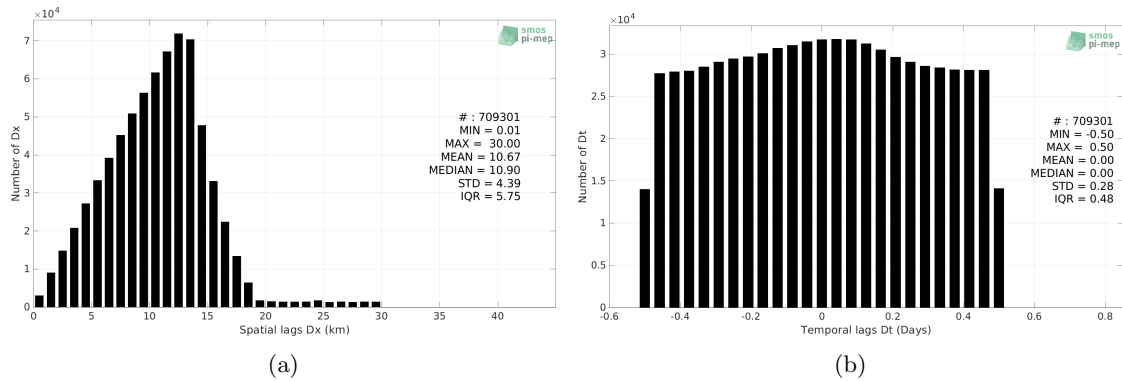 ×10⁴
7
6
5
4
3
2
1
0
Number of Dx
0 5 10 15 20 25 30 35 40
Spatial lags Dx (km)
smos
pi-mep
# : 709301
MIN = 0.01
MAX = 30.00
MEAN = 10.67
MEDIAN = 10.90
STD = 4.39
IQR = 5.75
(a)
×10⁴
3
2.5
2
1.5
1
0.5
0
Number of Dt
-0.6 -0.4 -0.2 0 0.2 0.4 0.6 0.8
Temporal lags Dt (Days)
smos
pi-mep
# : 709301
MIN = -0.50
MAX = 0.50
MEAN = 0.00
MEDIAN = 0.00
STD = 0.28
IQR = 0.48
(b)